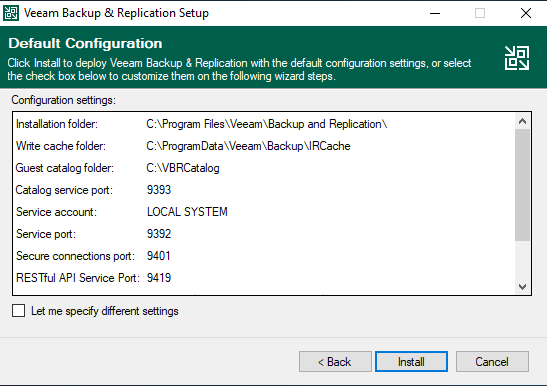 Veeam Backup & Replication Setup
Default Configuration
Click Install to deploy Veeam Backup & Replication with the default configuration settings, or select
the check box below to customize them on the following wizard steps.
Configuration settings:
Installation folder: C:\Program Files\Veeam\Backup and Replication\
Write cache folder: C:\ProgramData\Veeam\Backup\IRCache
Guest catalog folder: C:\VBRCatalog
Catalog service port: 9393
Service account: LOCAL SYSTEM
Service port: 9392
Secure connections port: 9401
RESTful API Service Port: 9419
Let me specify different settings
< Back Install Cancel